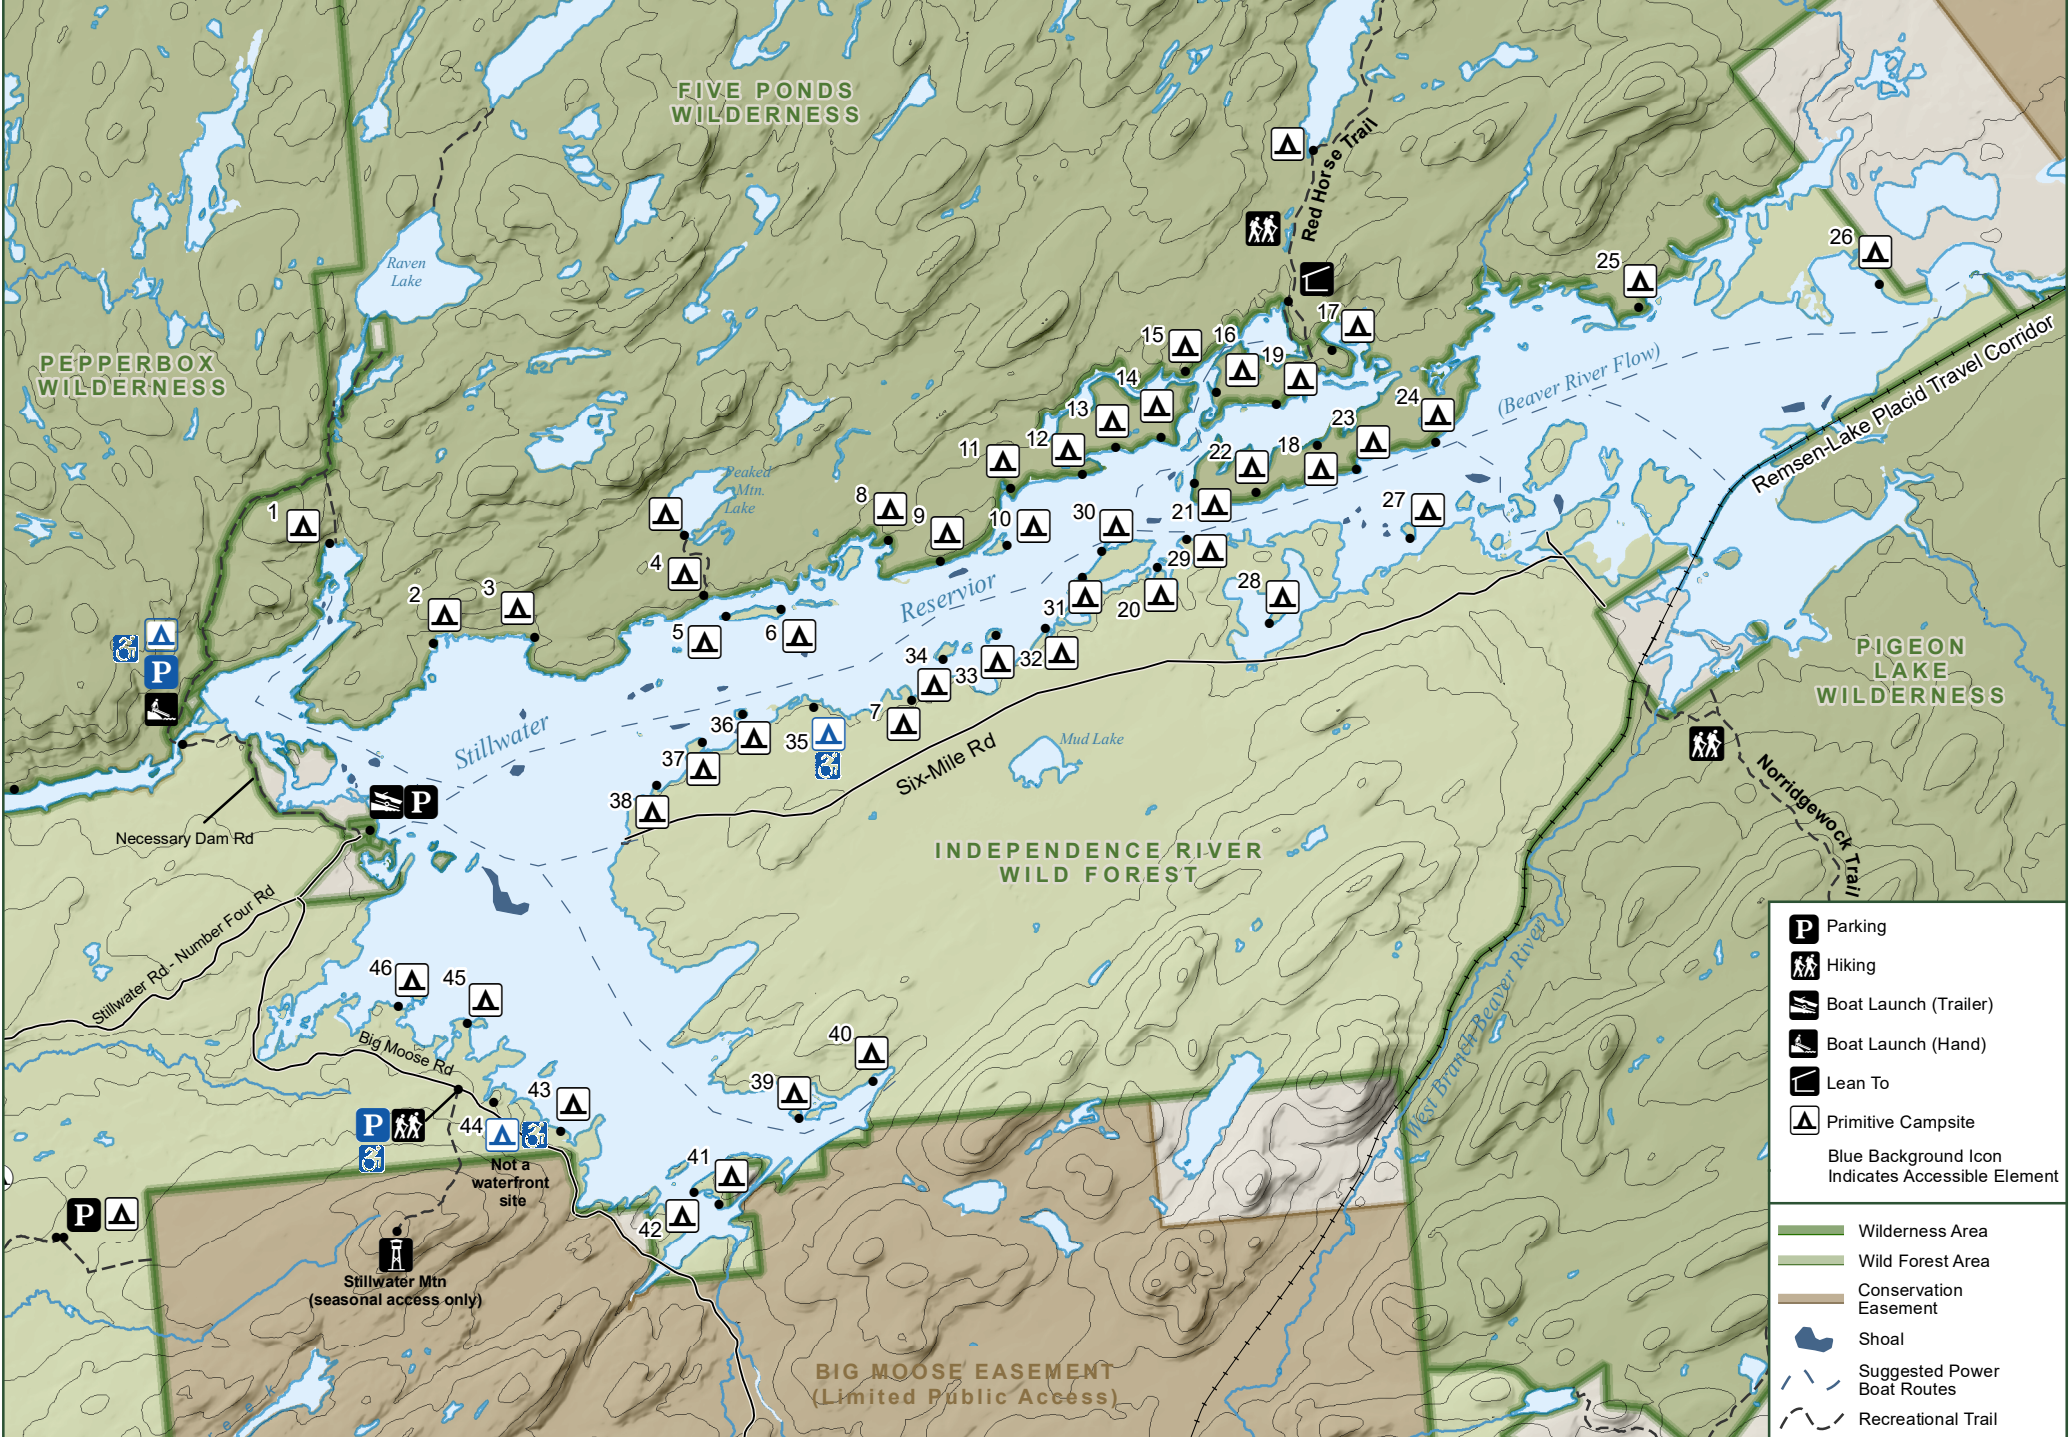 FIVE PONDS
WILDERNESS
Red Horse Trail
Raven
Lake
26
25
17
15
16
19
PEPPERBOX
WILDERNESS
14
(Beaver River Flow)
Remsen-Lake Placid Travel Corridor
13
24
23
12
11
22
18
Peaked
Mtn.
Lake
8
9
10
30
21
27
1
4
29
28
Reservior
2
3
31
20
5
6
34
33
32
PIGEON
LAKE
WILDERNESS
7
36
35
Stillwater
Mud Lake
37
Six-Mile Rd
38
Norridgewock Trail
P
P
Necessary Dam Rd
INDEPENDENCE RIVER
WILD FOREST
Stillwater Rd - Number Four Rd
46
45
West Branch Beaver River
Big Moose Rd
40
39
43
P
44
Not a
waterfront
site
41
42
P
Stillwater Mtn
(seasonal access only)
BIG MOOSE EASEMENT
(Limited Public Access)
P
Parking
Hiking
Boat Launch (Trailer)
Boat Launch (Hand)
Lean To
Primitive Campsite
Blue Background Icon
Indicates Accessible Element
Wilderness Area
Wild Forest Area
Conservation
Easement
Shoal
Suggested Power
Boat Routes
Recreational Trail